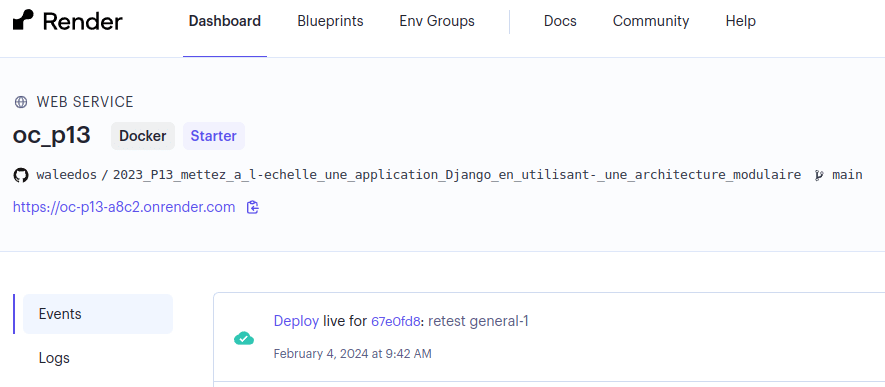 Render Dashboard Blueprints Env Groups Docs Community Help
WEB SERVICE
oc_p13 Docker Starter
waleedos / 2023_P13_mettez_a_l-echelle_une_application_Django_en_utilisant-_une_architecture_modulaire main
https://oc-p13-a8c2.onrender.com
Events
Logs
Deploy live for 67e0fd8: retest general-1
February 4, 2024 at 9:42 AM